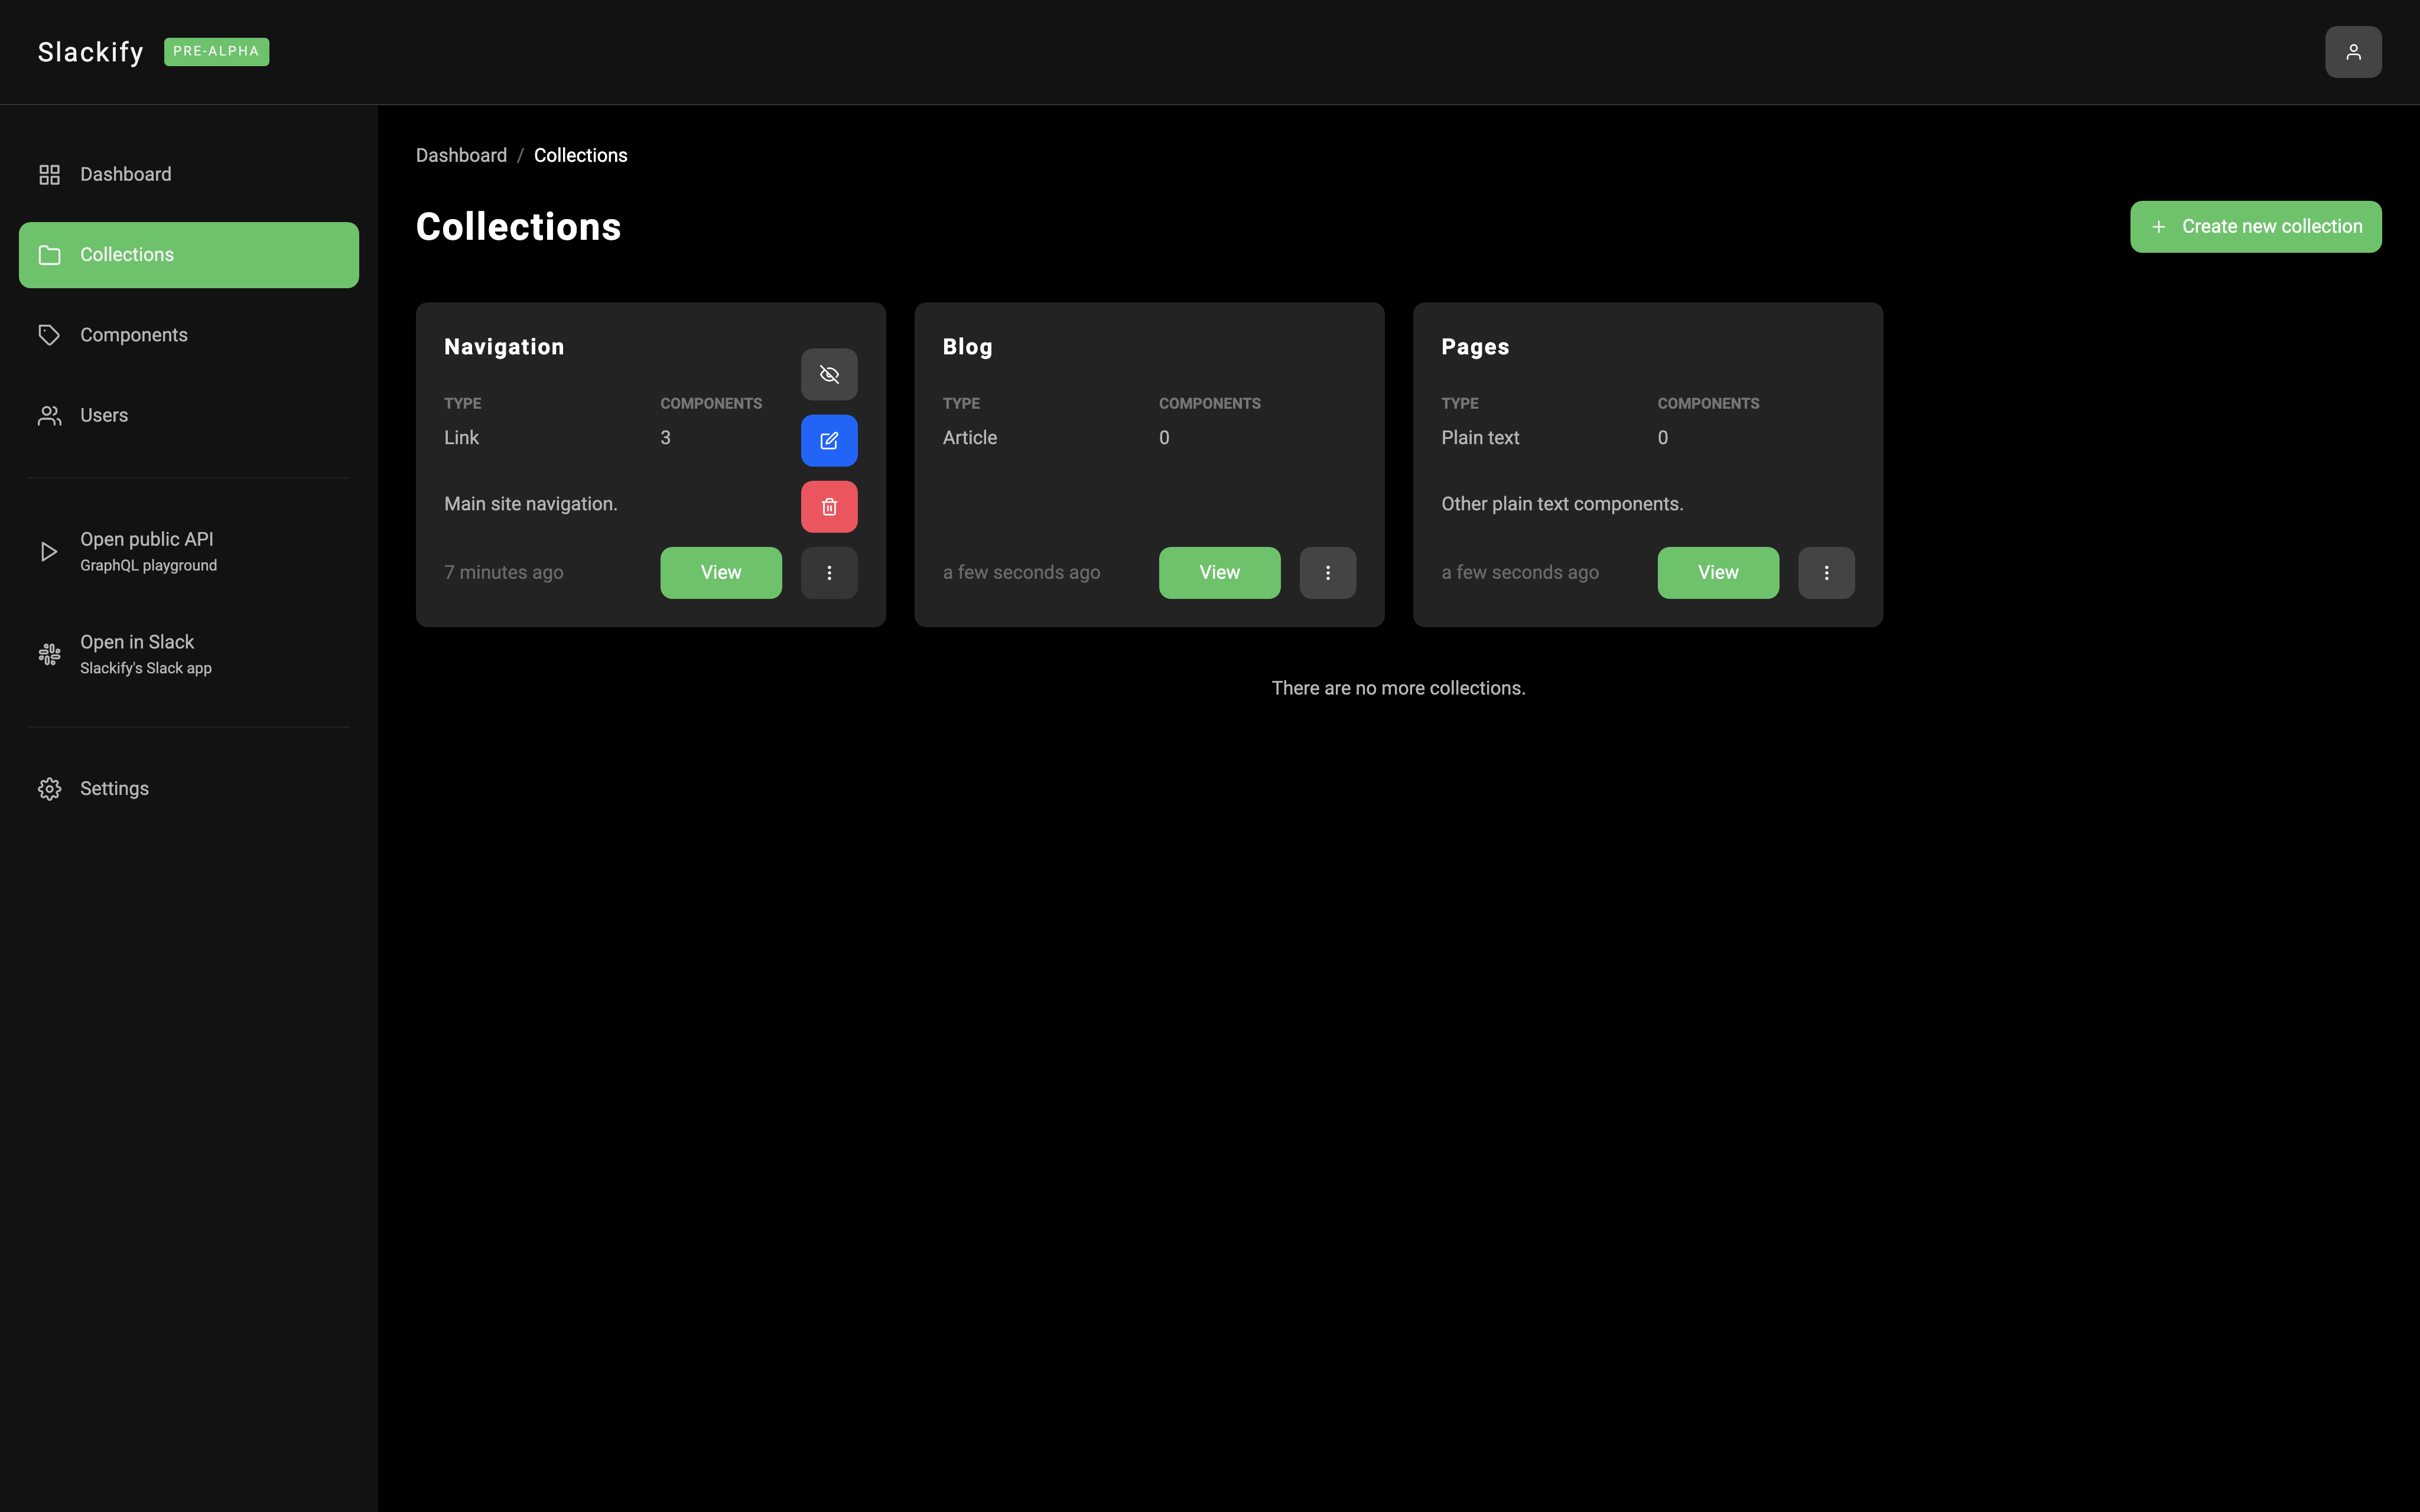 Slackify PRE-ALPHA
Dashboard
Collections
Components
Users
Open public API
GraphQL playground
Open in Slack
Slackify's Slack app
Settings
Dashboard / Collections
Collections
Create new collection
Navigation
TYPE COMPONENTS
Link 3
Main site navigation.
7 minutes ago View
Blog
TYPE COMPONENTS
Article 0
a few seconds ago View
Pages
TYPE COMPONENTS
Plain text 0
Other plain text components.
a few seconds ago View
There are no more collections.